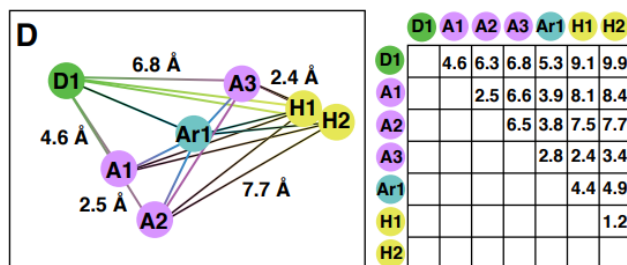 D
D1
6.8 Å
A3
2.4 Å
H1
H2
Ar1
4.6 Å
A1
2.5 Å
A2
7.7 Å
D1 A1 A2 A3 Ar1 H1 H2
D1 4.6 6.3 6.8 5.3 9.1 9.9
A1 2.5 6.6 3.9 8.1 8.4
A2 6.5 3.8 7.5 7.7
A3 2.8 2.4 3.4
Ar1 4.4 4.9
H1 1.2
H2